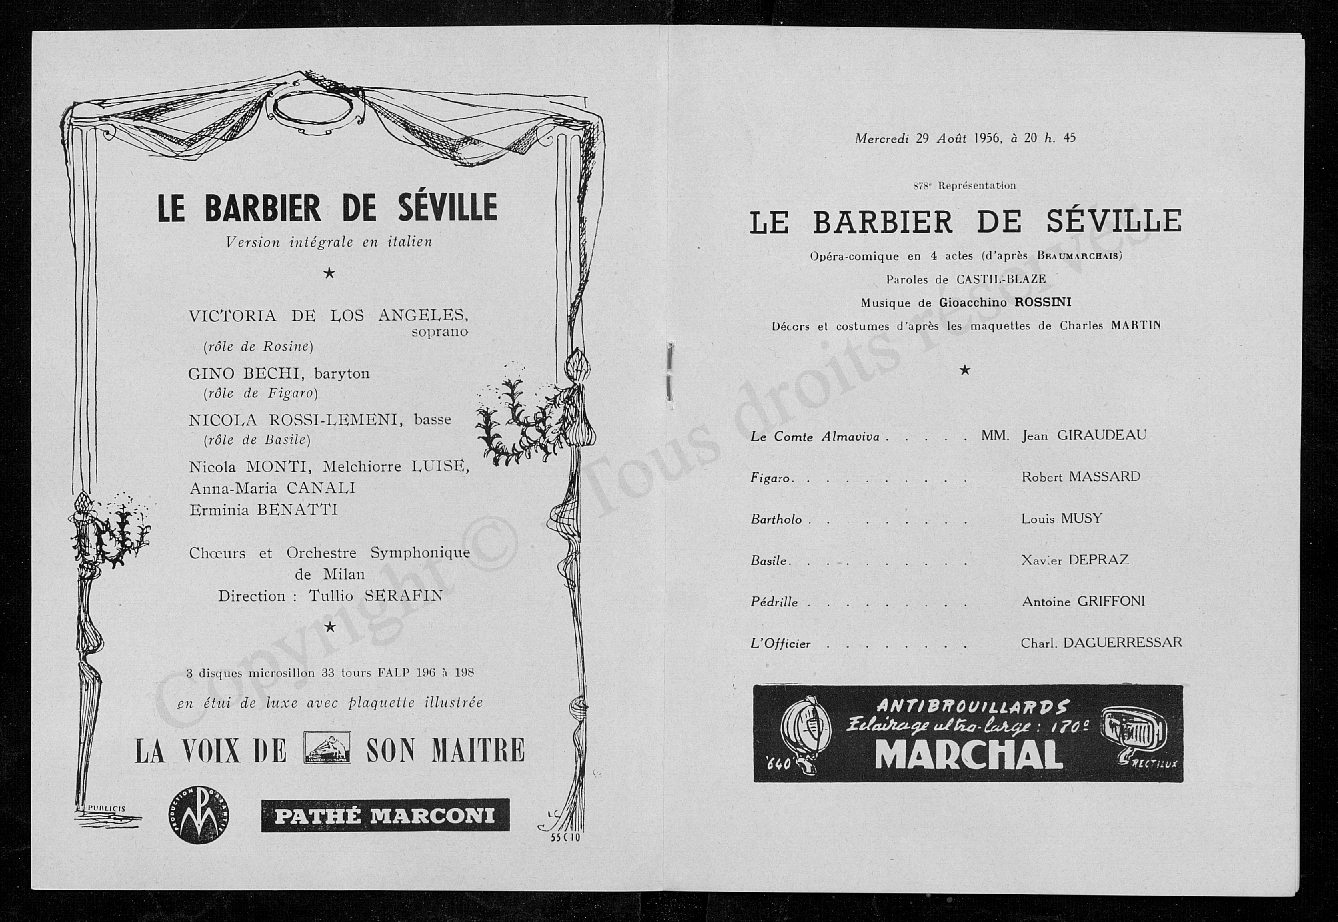 LE BARBIER DE SÉVILLE
Version intégrale en italien
VICTORIA DE LOS ANGELES,
soprano
(rôle de Rosine)
GINO BECHI, baryton
(rôle de Figaro)
NICOLA ROSSI-LEMENI, basse
(rôle de Basile)
Nicola MONTI, Melchiorre LUISE,
Anna-Maria CANALI
Erminia BENATTI
Chœurs et Orchestre Symphonique
de Milan
Direction : Tullio SERAFIN
3 disques microsillon 33 tours FALP 196 à 198
en étui de luxe avec plaquette illustrée
LA VOIX DE SON MAITRE
PUBLICIS
PATHÉ MARCONI
55 C 10
Mercredi 29 Août 1956, à 20 h. 45
878e Représentation
LE BARBIER DE SÉVILLE
Opéra-comique en 4 actes (d'après BEAUMARCHAIS)
Paroles de CASTIL-BLAZE
Musique de Gioacchino ROSSINI
Décors et costumes d'après les maquettes de Charles MARTIN
Le Comte Almaviva . . . . . MM. Jean GIRAUDEAU
Figaro. . . . . . . . . . Robert MASSARD
Bartholo . . . . . . . . . Louis MUSY
Basile. . . . . . . . . . Xavier DEPRAZ
Pédrille . . . . . . . . . Antoine GRIFFONI
L'Officier . . . . . . . . Charl. DAGUERRESSAR
ANTIBROUILLARDS
Eclairage ultra-large : 170°
MARCHAL
"640"
RECTILUX
Copyright © - Tous droits réservés